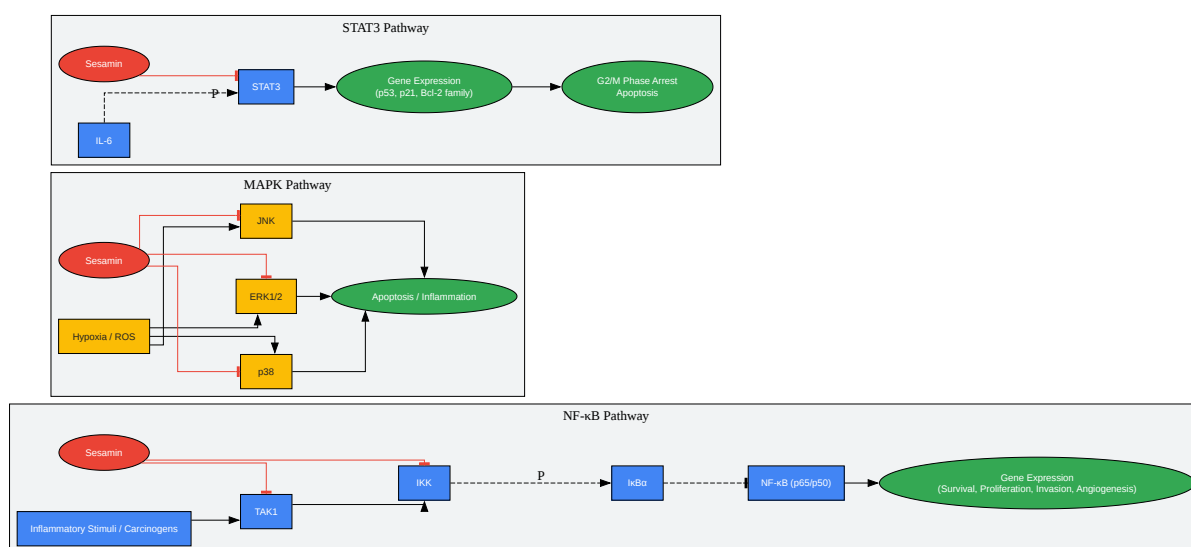 STAT3 Pathway
Sesamin
STAT3
Gene Expression
(p53, p21, Bcl-2 family)
G2/M Phase Arrest
Apoptosis
P
IL-6
MAPK Pathway
JNK
Sesamin
ERK1/2
Apoptosis / Inflammation
Hypoxia / ROS
p38
NF-κB Pathway
Sesamin
IKK
P
IκBα
NF-κB (p65/p50)
Gene Expression
(Survival, Proliferation, Invasion, Angiogenesis)
TAK1
Inflammatory Stimuli / Carcinogens